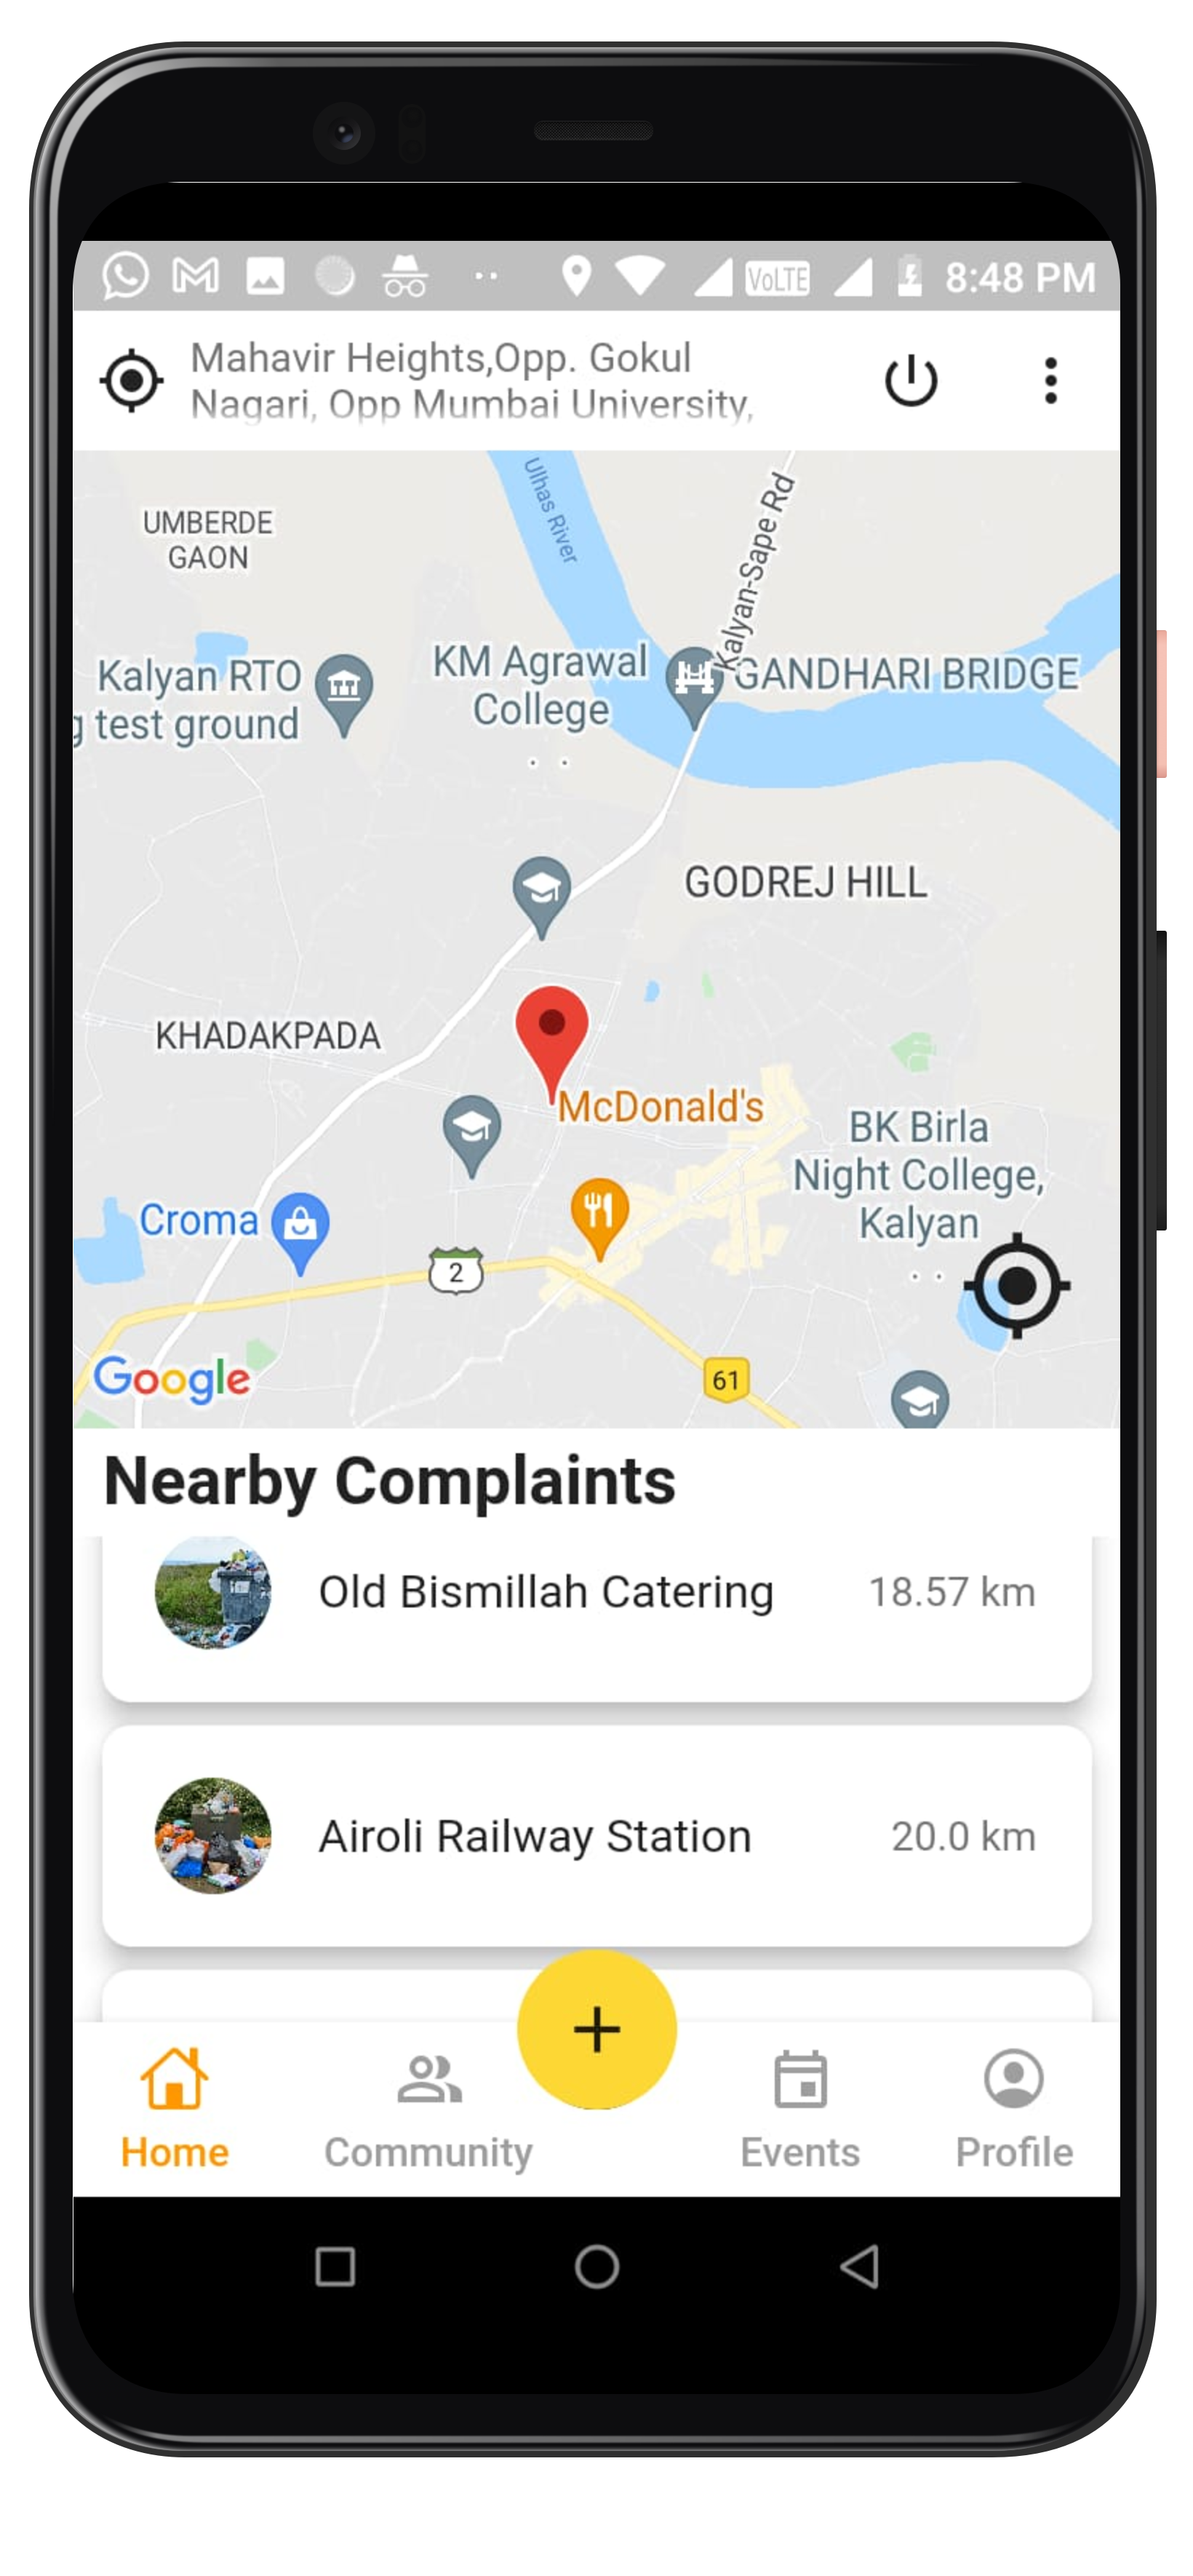 VoLTE 8:48 PM
Mahavir Heights,Opp. Gokul
Nagari, Opp Mumbai University,
Ulhas River
Kalyan-Sape Rd
UMBERDE
GAON
Kalyan RTO
g test ground
KM Agrawal
College
GANDHARI BRIDGE
GODREJ HILL
KHADAKPADA
McDonald's
BK Birla
Night College,
Kalyan
Croma
2
61
Google
Nearby Complaints
Old Bismillah Catering 18.57 km
Airoli Railway Station 20.0 km
+
Home Community Events Profile